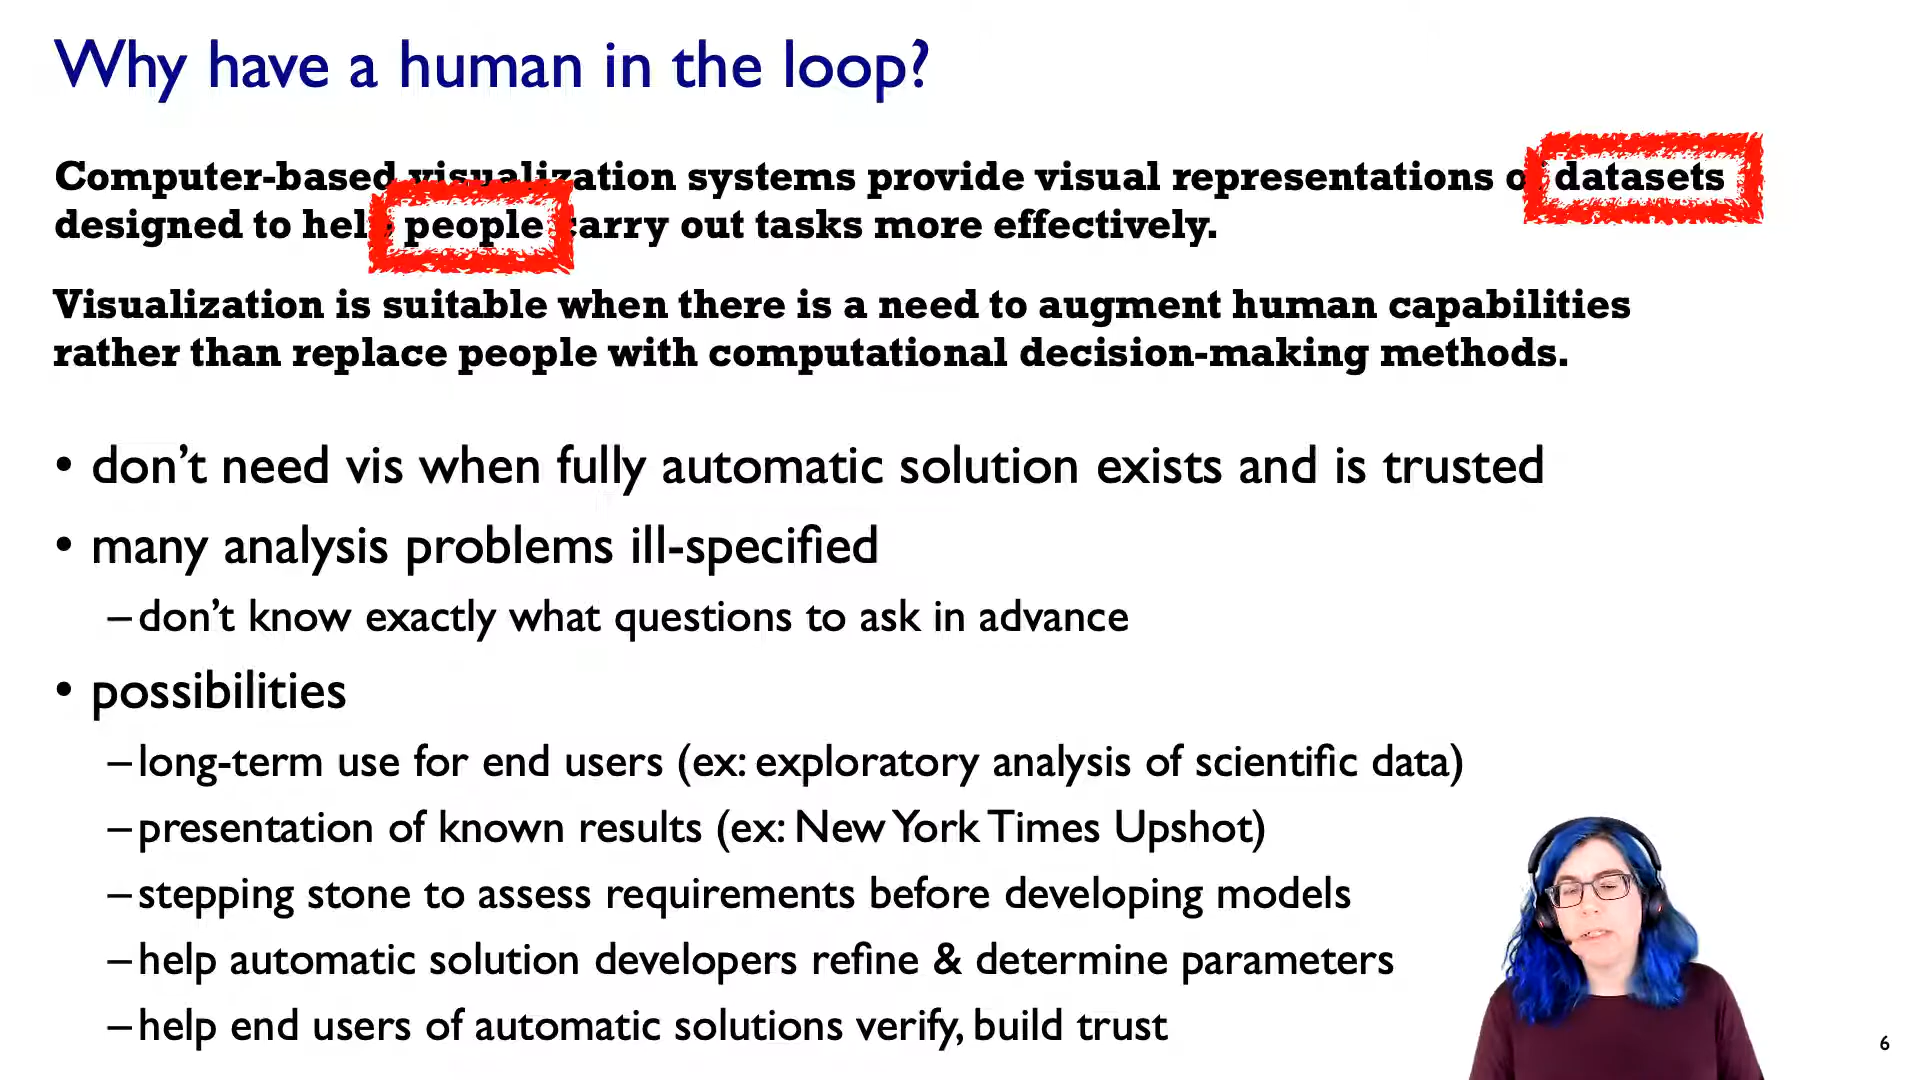 Why have a human in the loop?
Computer-based visualization systems provide visual representations of datasets
designed to help people carry out tasks more effectively.
Visualization is suitable when there is a need to augment human capabilities
rather than replace people with computational decision-making methods.
• don't need vis when fully automatic solution exists and is trusted
• many analysis problems ill-specified
– don't know exactly what questions to ask in advance
• possibilities
– long-term use for end users (ex: exploratory analysis of scientific data)
– presentation of known results (ex: New York Times Upshot)
– stepping stone to assess requirements before developing models
– help automatic solution developers refine & determine parameters
– help end users of automatic solutions verify, build trust
6